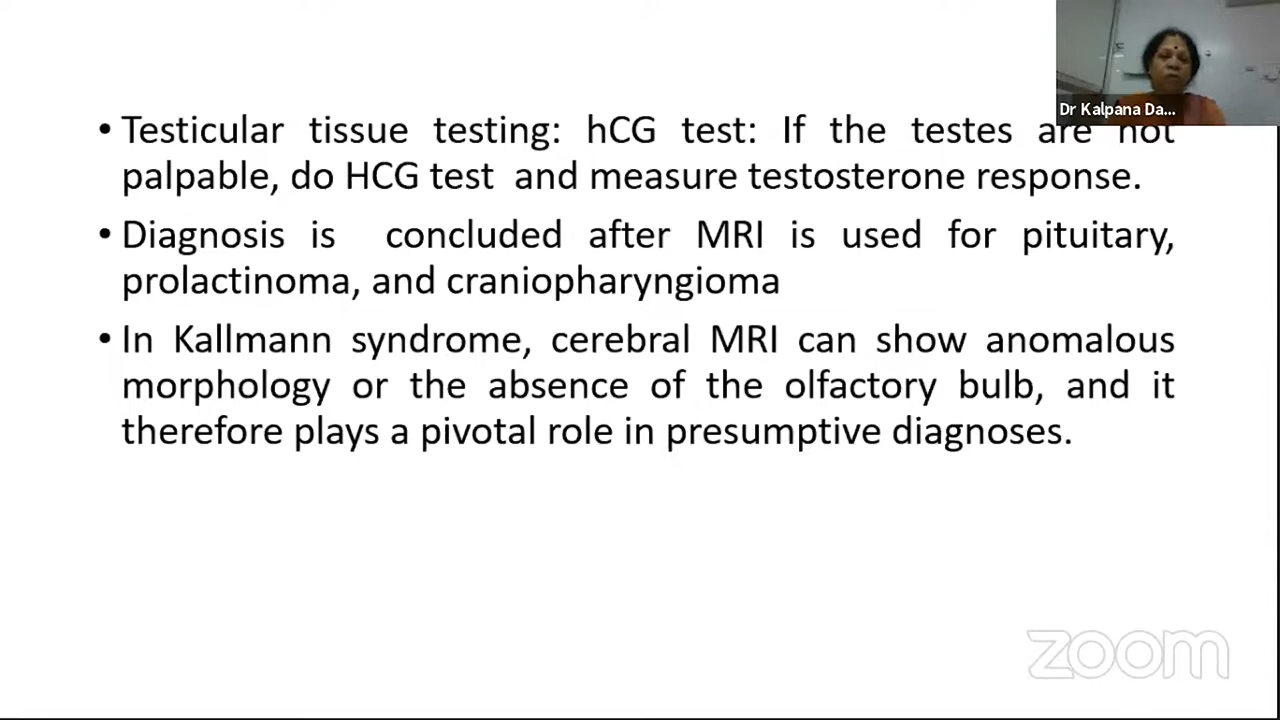 Dr Kalpana Da...
• Testicular tissue testing: hCG test: If the testes are not
palpable, do HCG test and measure testosterone response.
• Diagnosis is concluded after MRI is used for pituitary,
prolactinoma, and craniopharyngioma
• In Kallmann syndrome, cerebral MRI can show anomalous
morphology or the absence of the olfactory bulb, and it
therefore plays a pivotal role in presumptive diagnoses.
zoom